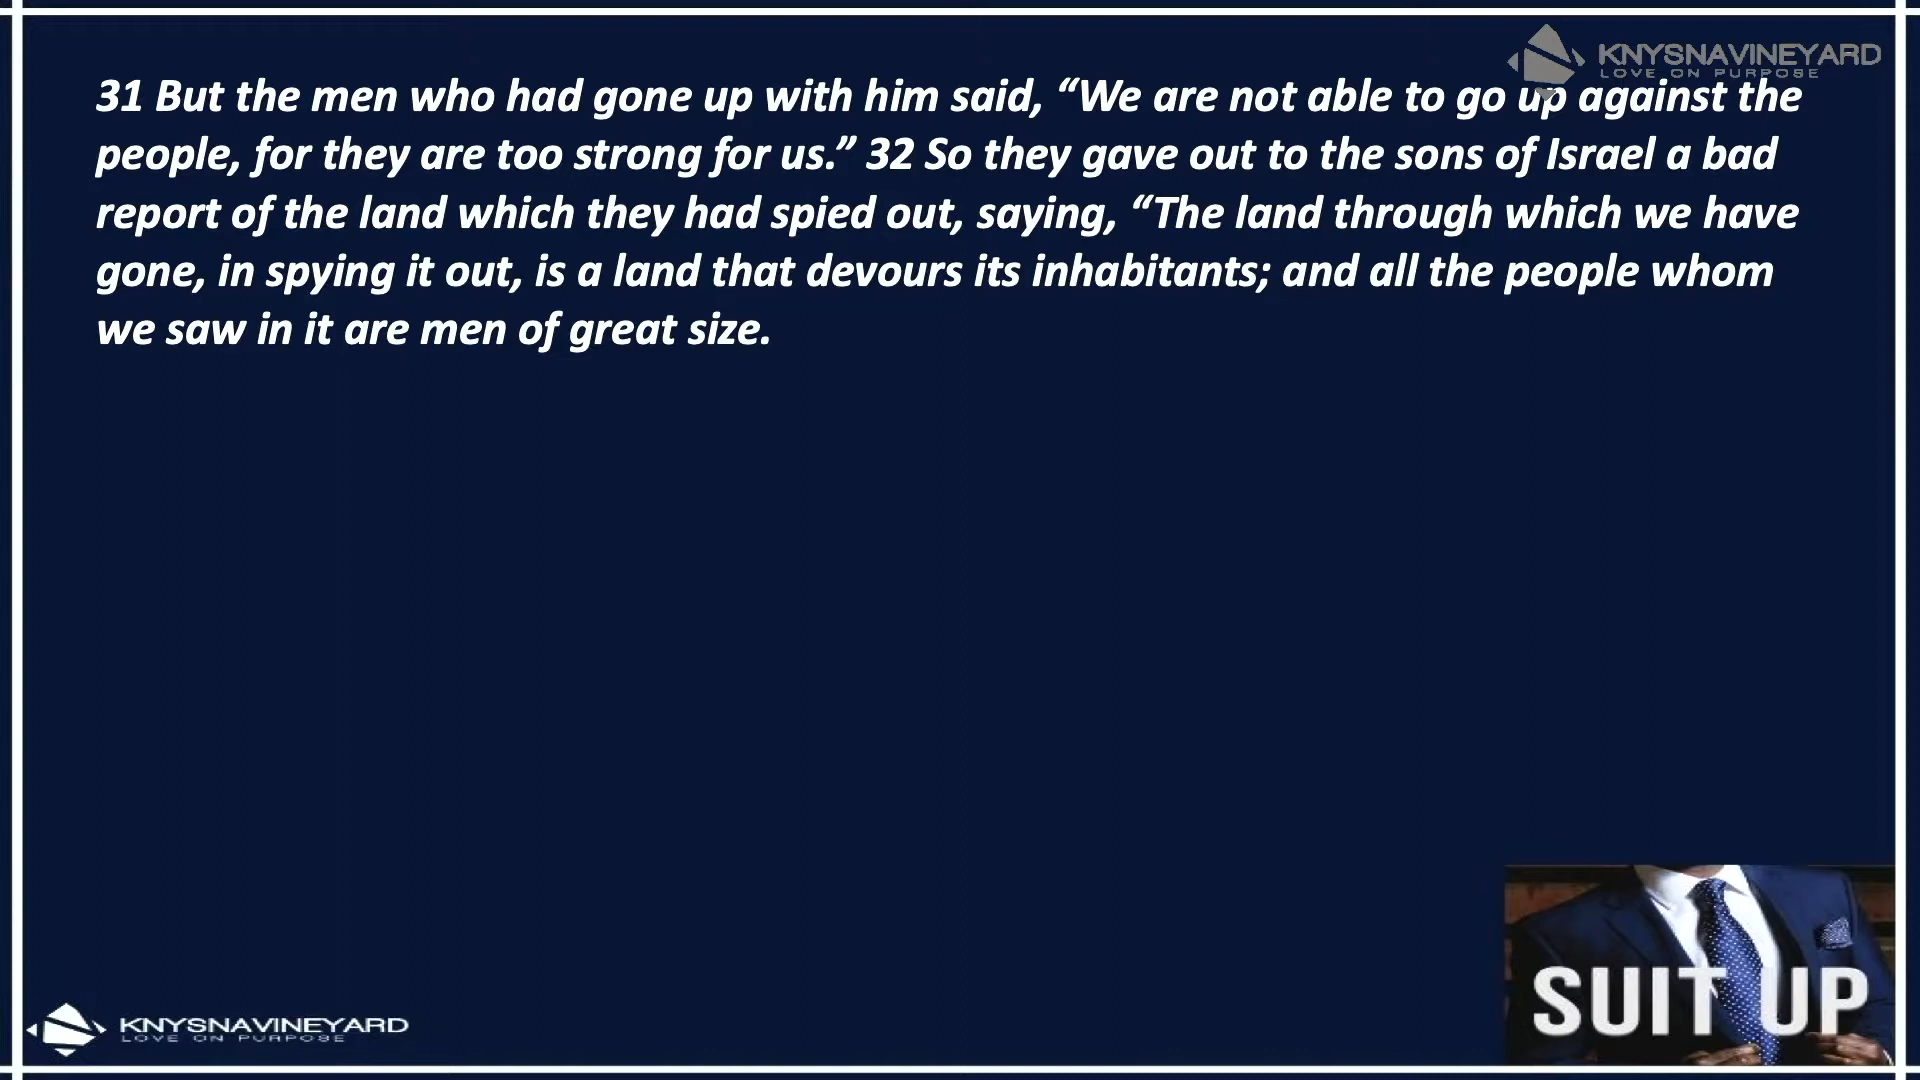 KNYSNAVINEYARD
LOVE ON PURPOSE
31 But the men who had gone up with him said, “We are not able to go up against the
people, for they are too strong for us.” 32 So they gave out to the sons of Israel a bad
report of the land which they had spied out, saying, “The land through which we have
gone, in spying it out, is a land that devours its inhabitants; and all the people whom
we saw in it are men of great size.
SUIT UP
KNYSNAVINEYARD
LOVE ON PURPOSE